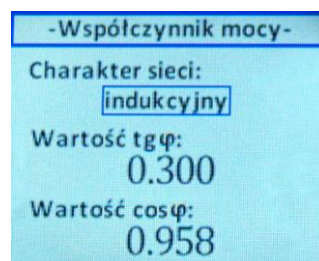 -Współczynnik mocy-
Charakter sieci:
indukcyjny
Wartość tgφ:
0.300
Wartość cosφ:
0.958